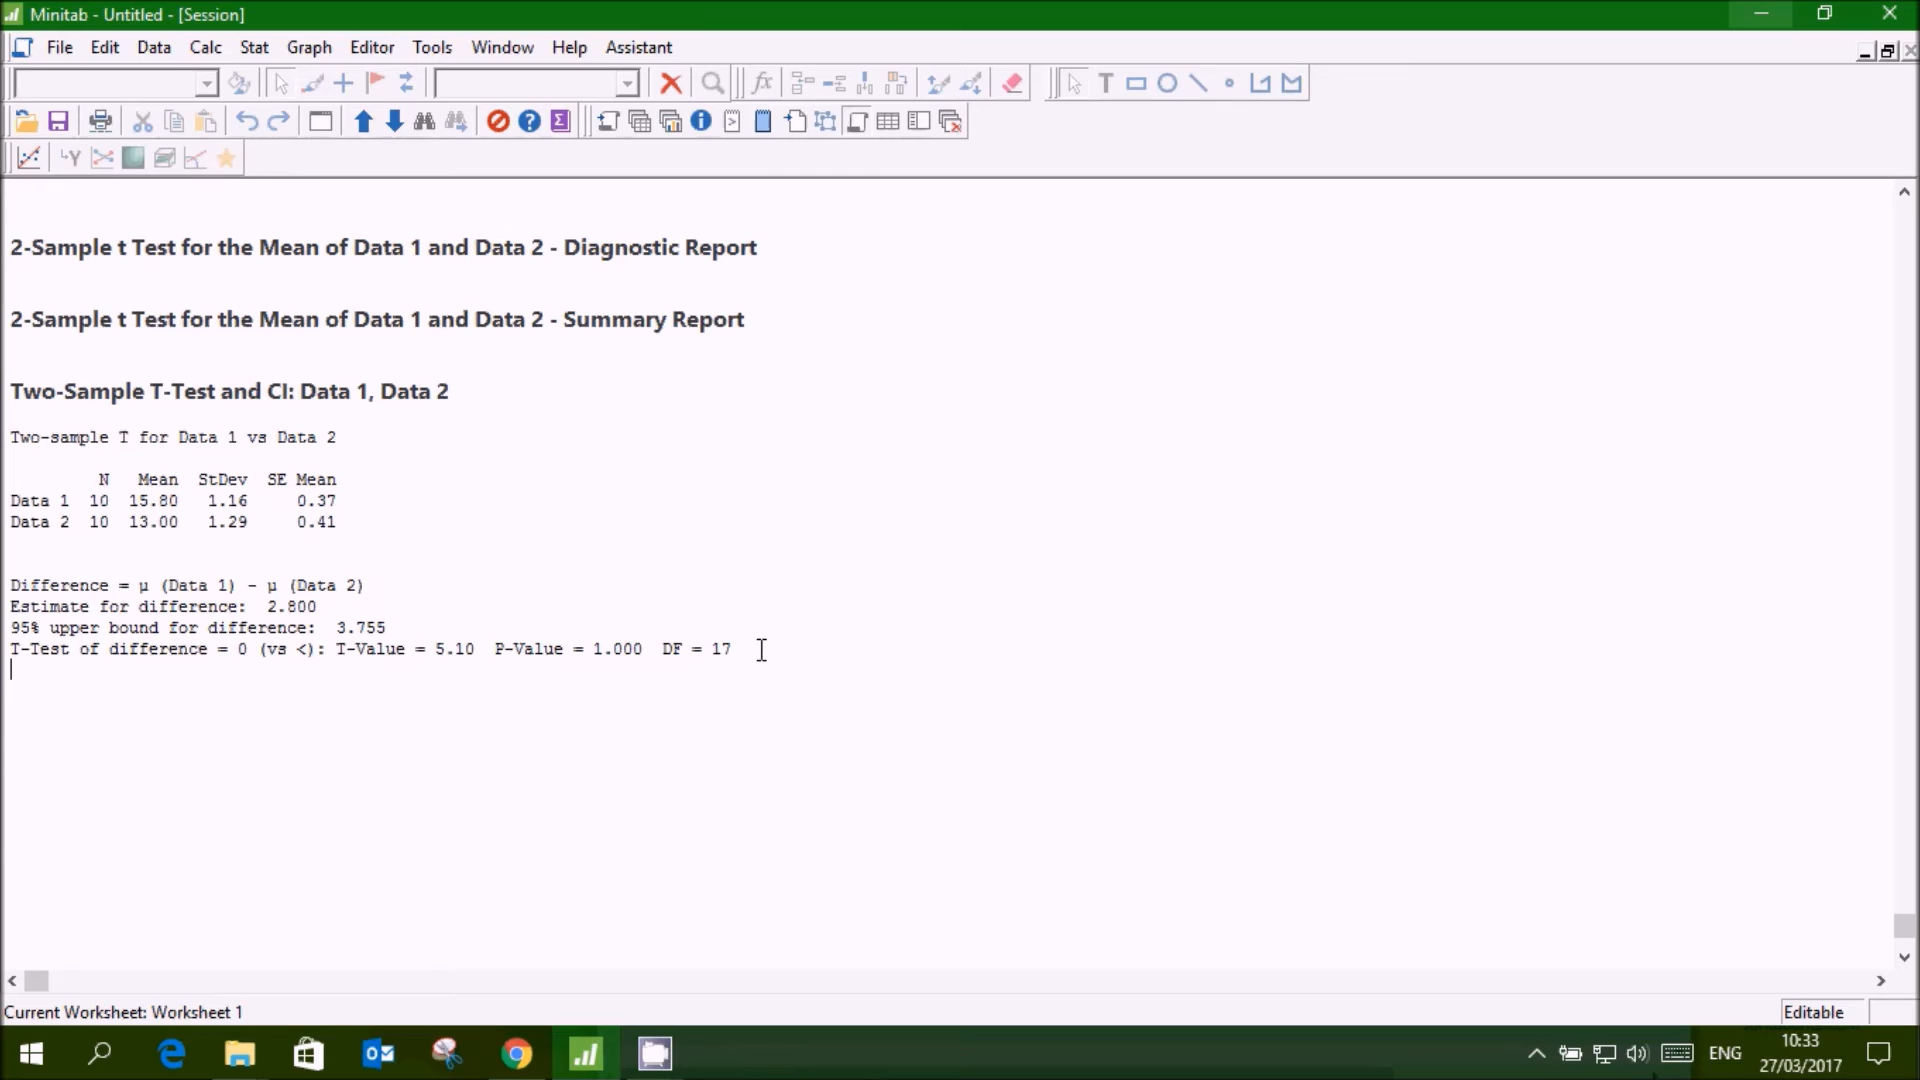 Minitab - Untitled - [Session]
File Edit Data Calc Stat Graph Editor Tools Window Help Assistant
2-Sample t Test for the Mean of Data 1 and Data 2 - Diagnostic Report
2-Sample t Test for the Mean of Data 1 and Data 2 - Summary Report
Two-Sample T-Test and CI: Data 1, Data 2
Two-sample T for Data 1 vs Data 2
N Mean StDev SE Mean
Data 1 10 15.80 1.16 0.37
Data 2 10 13.00 1.29 0.41
Difference = μ (Data 1) - μ (Data 2)
Estimate for difference: 2.800
95% upper bound for difference: 3.755
T-Test of difference = 0 (vs <): T-Value = 5.10 P-Value = 1.000 DF = 17
Current Worksheet: Worksheet 1
Editable
ENG
10:33
27/03/2017